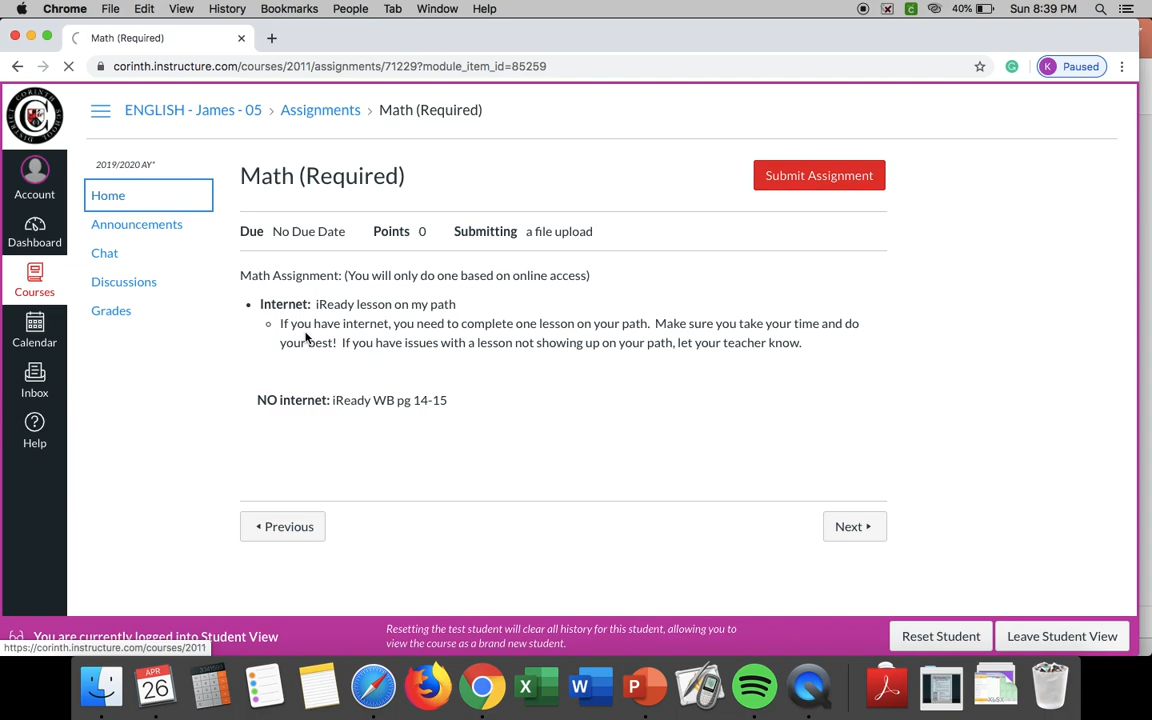 Chrome File Edit View History Bookmarks People Tab Window Help 40% Sun 8:39 PM
Math (Required)
corinth.instructure.com/courses/2011/assignments/71229?module_item_id=85259
K Paused
ENGLISH - James - 05 › Assignments › Math (Required)
2019/2020 AY*
Home
Announcements
Chat
Discussions
Grades
Account
Dashboard
Courses
Calendar
Inbox
Help
Math (Required)
Submit Assignment
Due No Due Date Points 0 Submitting a file upload
Math Assignment: (You will only do one based on online access)
Internet: iReady lesson on my path
If you have internet, you need to complete one lesson on your path. Make sure you take your time and do
your best! If you have issues with a lesson not showing up on your path, let your teacher know.
NO internet: iReady WB pg 14-15
Previous
Next
You are currently logged into Student View
Resetting the test student will clear all history for this student, allowing you to
view the course as a brand new student.
Reset Student
Leave Student View
https://corinth.instructure.com/courses/2011
APR
26